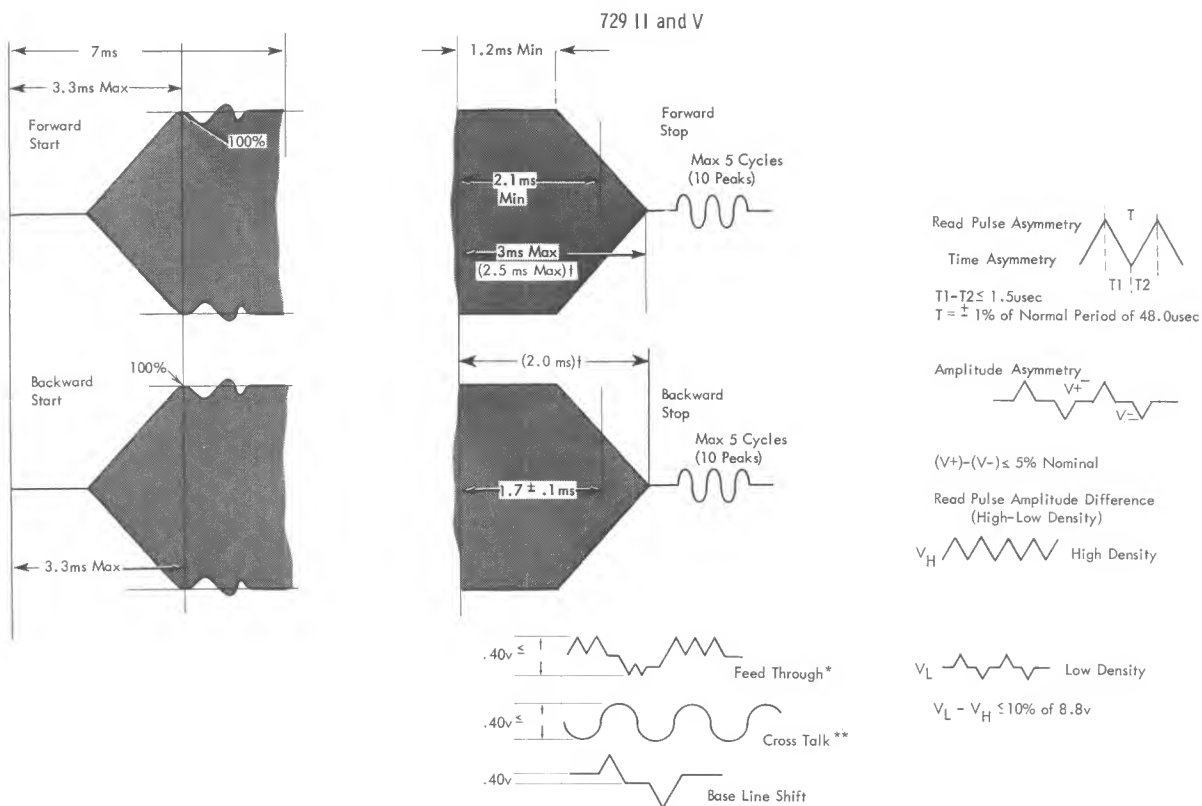 729 II and V
7ms
3.3ms Max
Forward
Start
100%
1.2ms Min
Forward
Stop
Max 5 Cycles
(10 Peaks)
2.1ms
Min
3ms Max
(2.5 ms Max)†
Backward
Start
100%
3.3ms Max
(2.0 ms)†
Backward
Stop
Max 5 Cycles
(10 Peaks)
1.7 ± .1ms
.40v ≤
Feed Through*
.40v ≤
Cross Talk**
.40v
Base Line Shift
Read Pulse Asymmetry
T
Time Asymmetry
T1 T2
T1-T2 ≤ 1.5usec
T = ± 1% of Normal Period of 48.0usec
Amplitude Asymmetry
V+
V-
(V+)-(V-) ≤ 5% Nominal
Read Pulse Amplitude Difference
(High-Low Density)
VH High Density
VL Low Density
VL - VH ≤ 10% of 8.8v